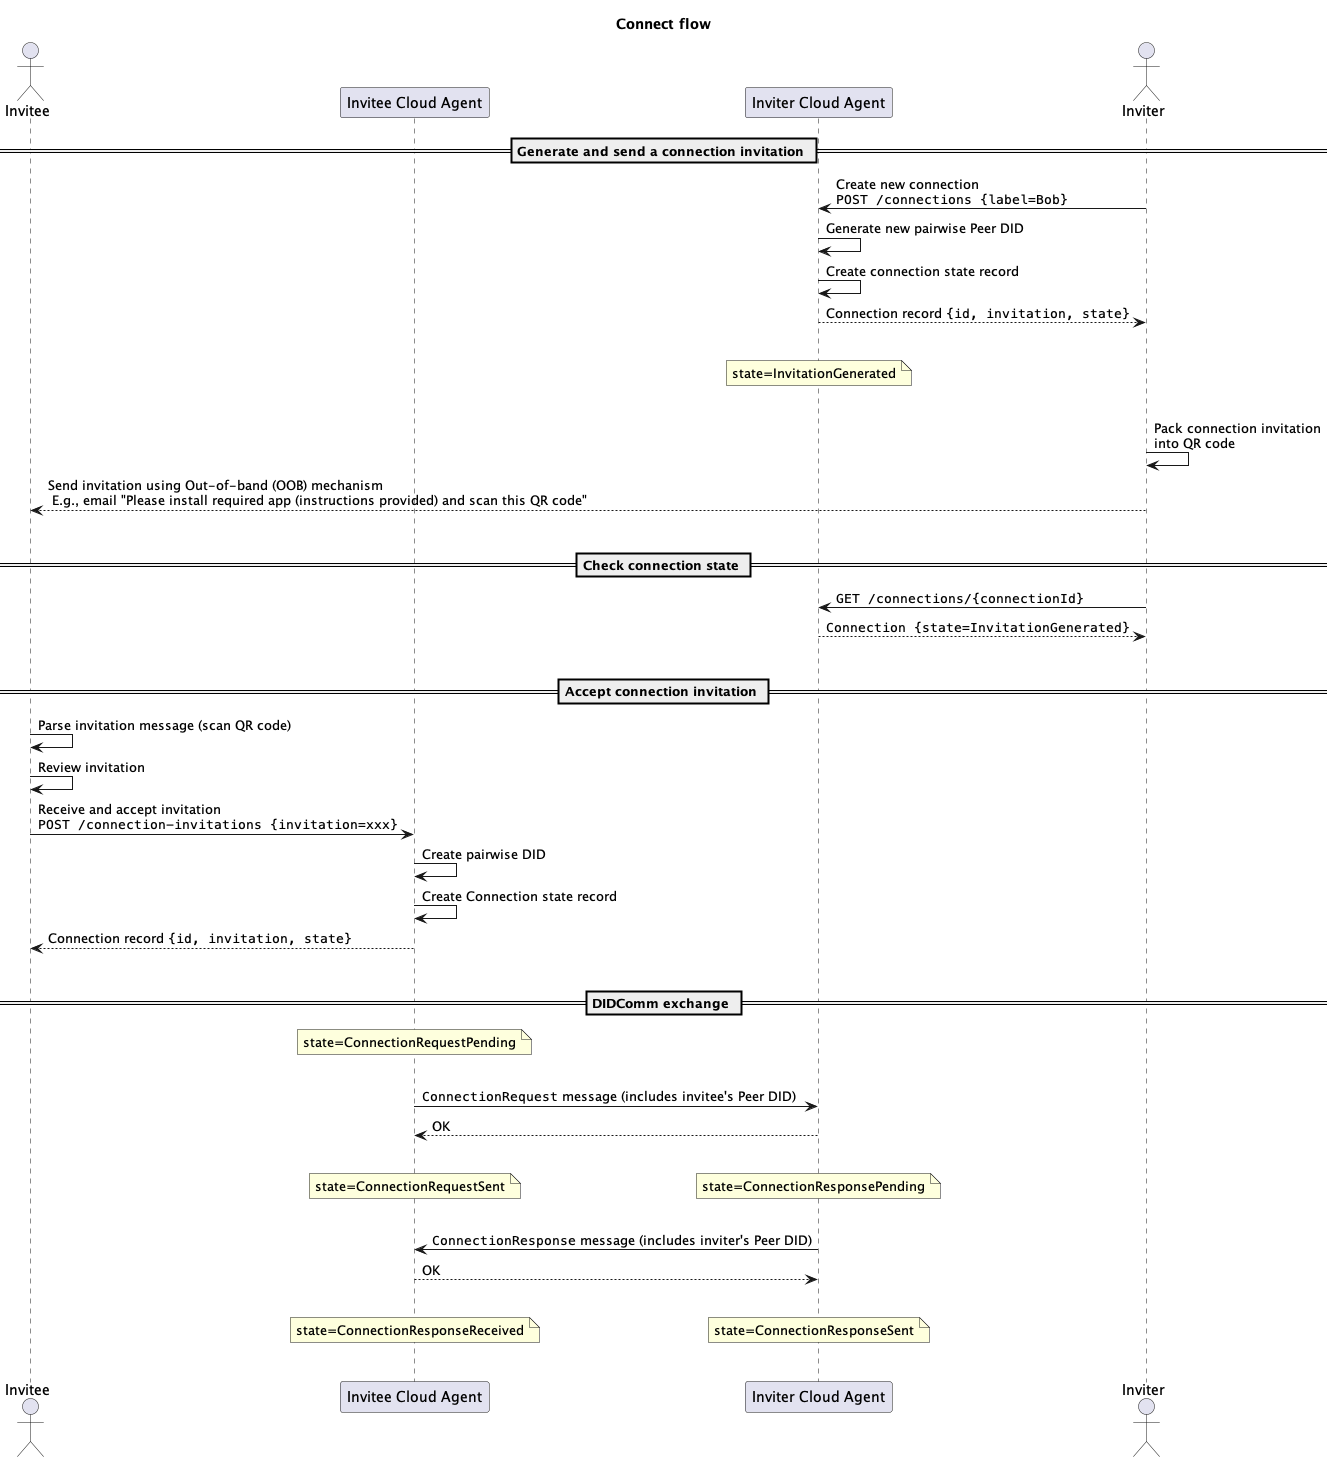 Connect flow
Invitee
Invitee Cloud Agent
Inviter Cloud Agent
Inviter
Generate and send a connection invitation
Create new connection
POST /connections {label=Bob}
Generate new pairwise Peer DID
Create connection state record
Connection record {id, invitation, state}
state=InvitationGenerated
Pack connection invitation
into QR code
Send invitation using Out-of-band (OOB) mechanism
E.g., email "Please install required app (instructions provided) and scan this QR code"
Check connection state
GET /connections/{connectionId}
Connection {state=InvitationGenerated}
Accept connection invitation
Parse invitation message (scan QR code)
Review invitation
Receive and accept invitation
POST /connection-invitations {invitation=xxx}
Create pairwise DID
Create Connection state record
Connection record {id, invitation, state}
DIDComm exchange
state=ConnectionRequestPending
ConnectionRequest message (includes invitee's Peer DID)
OK
state=ConnectionRequestSent
state=ConnectionResponsePending
ConnectionResponse message (includes inviter's Peer DID)
OK
state=ConnectionResponseReceived
state=ConnectionResponseSent
Invitee
Invitee Cloud Agent
Inviter Cloud Agent
Inviter